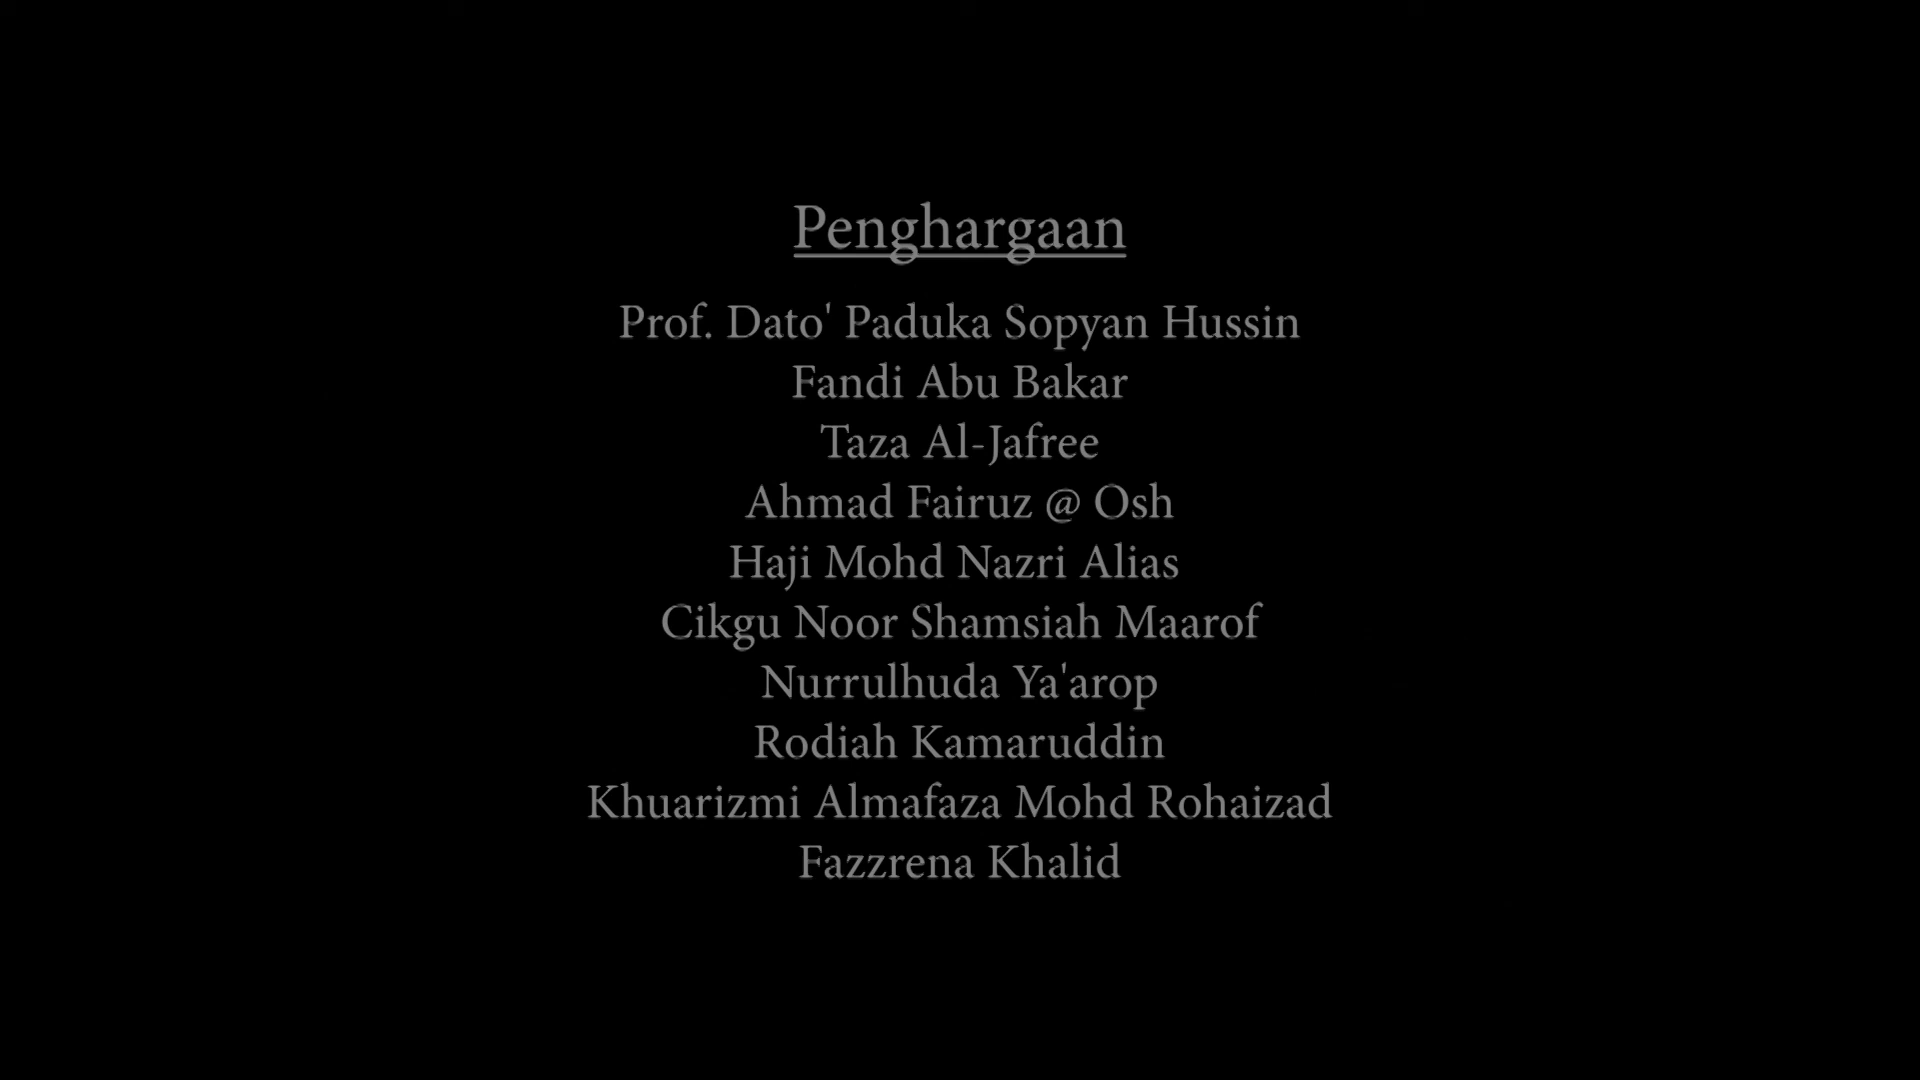 Penghargaan
Prof. Dato' Paduka Sopyan Hussin
Fandi Abu Bakar
Taza Al-Jafree
Ahmad Fairuz @ Osh
Haji Mohd Nazri Alias
Cikgu Noor Shamsiah Maarof
Nurrulhuda Ya'arop
Rodiah Kamaruddin
Khuarizmi Almafaza Mohd Rohaizad
Fazzrena Khalid